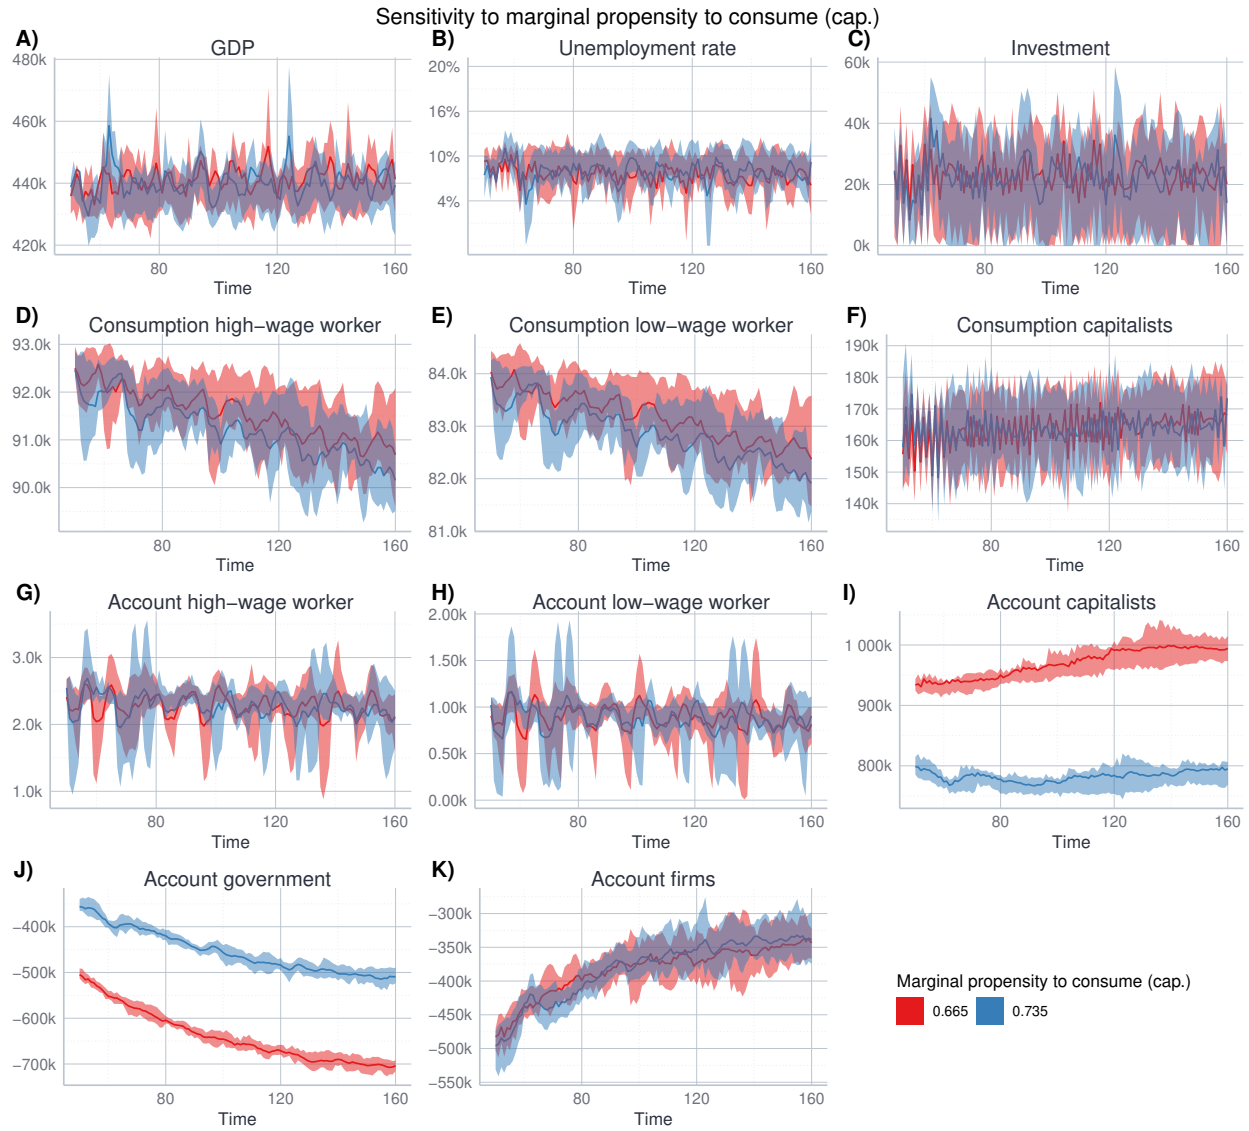 Sensitivity to marginal propensity to consume (cap.)
A) B) C)
GDP Unemployment rate Investment
480k 460k 440k 420k
80 120 160
Time
20% 16% 10% 4%
80 120 160
Time
60k 40k 20k 0k
80 120 160
Time
D) E) F)
Consumption high−wage worker Consumption low−wage worker Consumption capitalists
93.0k 92.0k 91.0k 90.0k
80 120 160
Time
84.0k 83.0k 82.0k 81.0k
80 120 160
Time
190k 180k 170k 160k 150k 140k
80 120 160
Time
G) H) I)
Account high−wage worker Account low−wage worker Account capitalists
3.0k 2.0k 1.0k
80 120 160
Time
2.00k 1.50k 1.00k 0.50k 0.00k
80 120 160
Time
1 000k 900k 800k
80 120 160
Time
J) K)
Account government Account firms
−400k −500k −600k −700k
80 120 160
Time
−300k −350k −400k −450k −500k −550k
80 120 160
Time
Marginal propensity to consume (cap.)
0.665 0.735